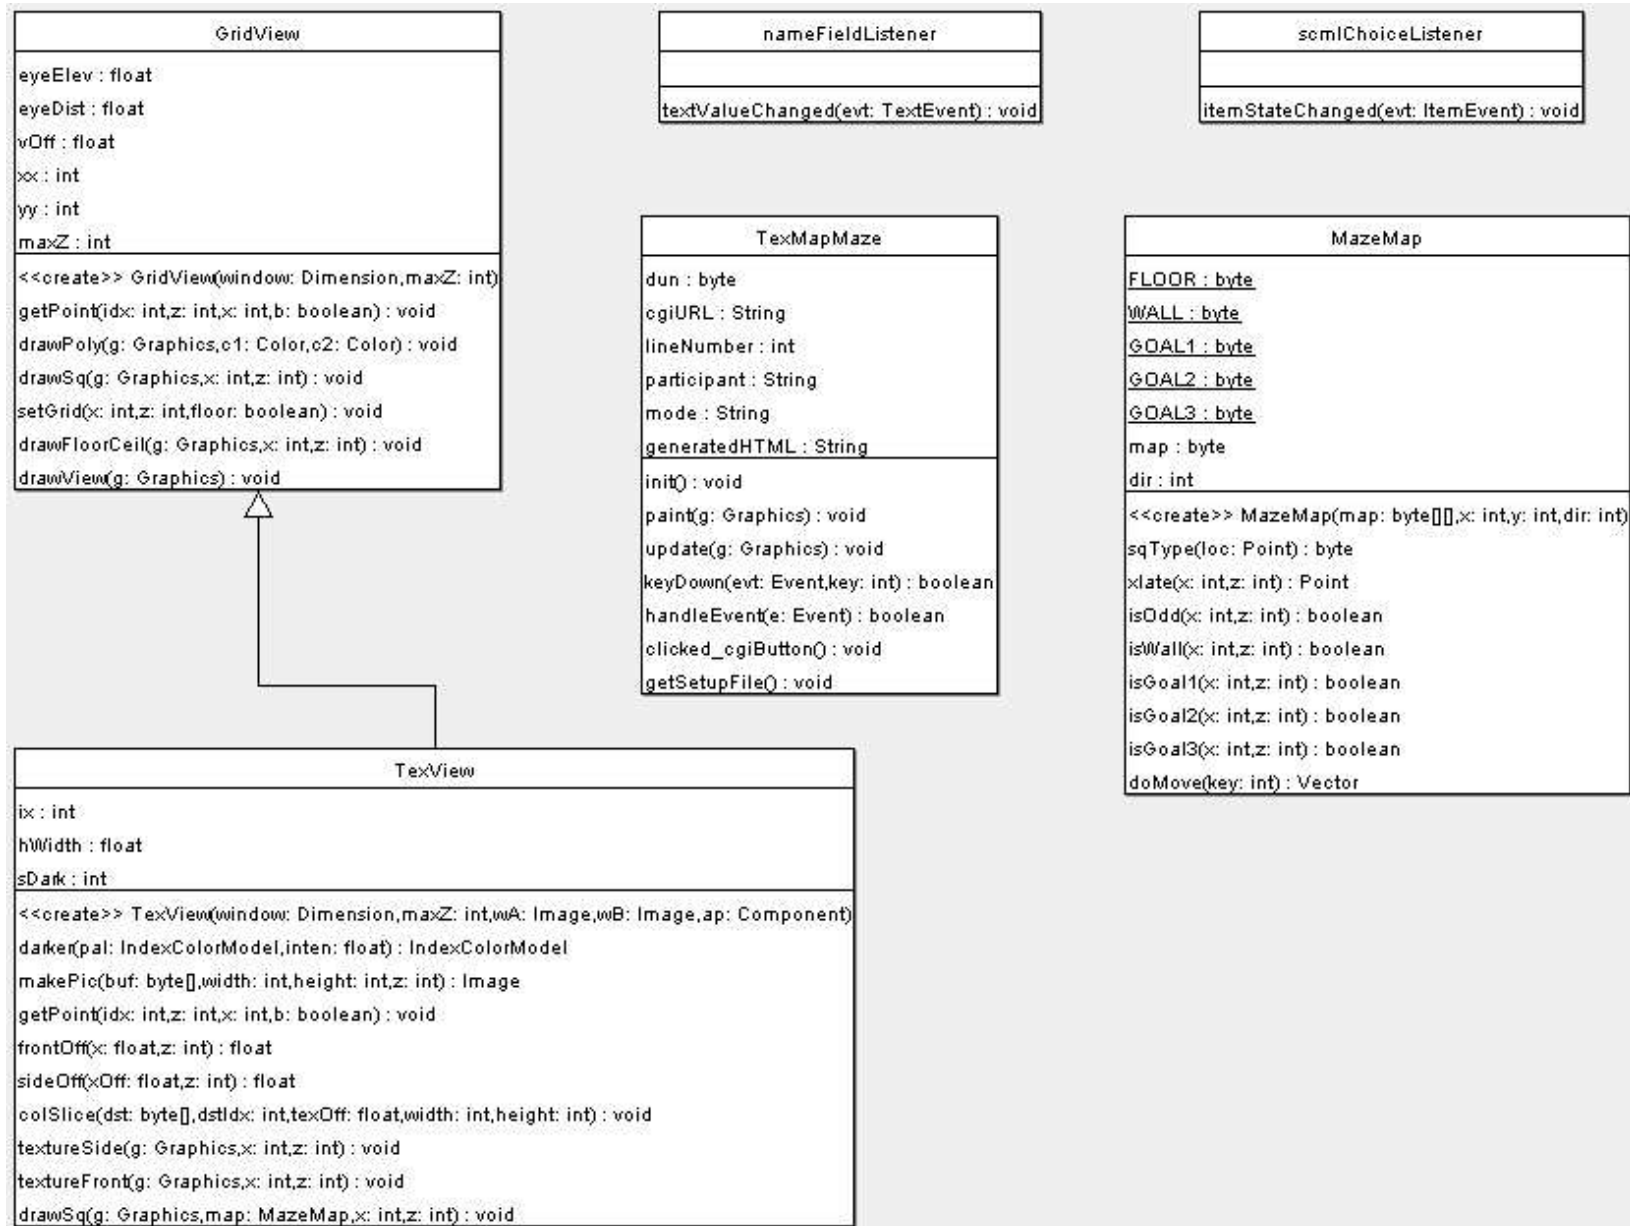 GridView
eyeElev : float
eyeDist : float
vOff : float
xx : int
yy : int
maxZ : int
<<create>> GridView(window: Dimension,maxZ: int)
getPoint(idx: int,z: int,x: int,b: boolean) : void
drawPoly(g: Graphics,c1: Color,c2: Color) : void
drawSq(g: Graphics,x: int,z: int) : void
setGrid(x: int,z: int,floor: boolean) : void
drawFloorCeil(g: Graphics,x: int,z: int) : void
drawView(g: Graphics) : void
nameFieldListener
textValueChanged(evt: TextEvent) : void
scmlChoiceListener
itemStateChanged(evt: ItemEvent) : void
TexMapMaze
dun : byte
cgiURL : String
lineNumber : int
participant : String
mode : String
generatedHTML : String
init() : void
paint(g: Graphics) : void
update(g: Graphics) : void
keyDown(evt: Event,key: int) : boolean
handleEvent(e: Event) : boolean
clicked_cgiButton() : void
getSetupFile() : void
MazeMap
FLOOR : byte
WALL : byte
GOAL1 : byte
GOAL2 : byte
GOAL3 : byte
map : byte
dir : int
<<create>> MazeMap(map: byte[][],x: int,y: int,dir: int)
sqType(loc: Point) : byte
xlate(x: int,z: int) : Point
isOdd(x: int,z: int) : boolean
isWall(x: int,z: int) : boolean
isGoal1(x: int,z: int) : boolean
isGoal2(x: int,z: int) : boolean
isGoal3(x: int,z: int) : boolean
doMove(key: int) : Vector
TexView
ix : int
hWidth : float
sDark : int
<<create>> TexView(window: Dimension,maxZ: int,wA: Image,wB: Image,ap: Component)
darker(pal: IndexColorModel,inten: float) : IndexColorModel
makePic(buf: byte[],width: int,height: int,z: int) : Image
getPoint(idx: int,z: int,x: int,b: boolean) : void
frontOff(x: float,z: int) : float
sideOff(xOff: float,z: int) : float
colSlice(dst: byte[],dstIdx: int,texOff: float,width: int,height: int) : void
textureSide(g: Graphics,x: int,z: int) : void
textureFront(g: Graphics,x: int,z: int) : void
drawSq(g: Graphics,map: MazeMap,x: int,z: int) : void